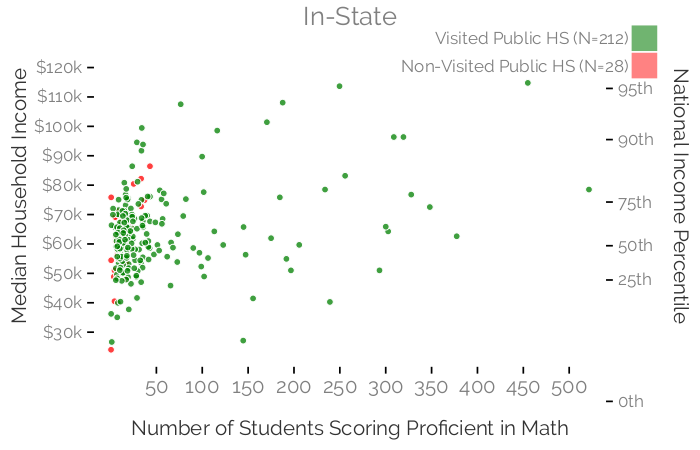 In-State
Visited Public HS (N=212)
Non-Visited Public HS (N=28)
Median Household Income
$120k
$110k
$100k
$90k
$80k
$70k
$60k
$50k
$40k
$30k
National Income Percentile
95th
90th
75th
50th
25th
0th
50 100 150 200 250 300 350 400 450 500
Number of Students Scoring Proficient in Math